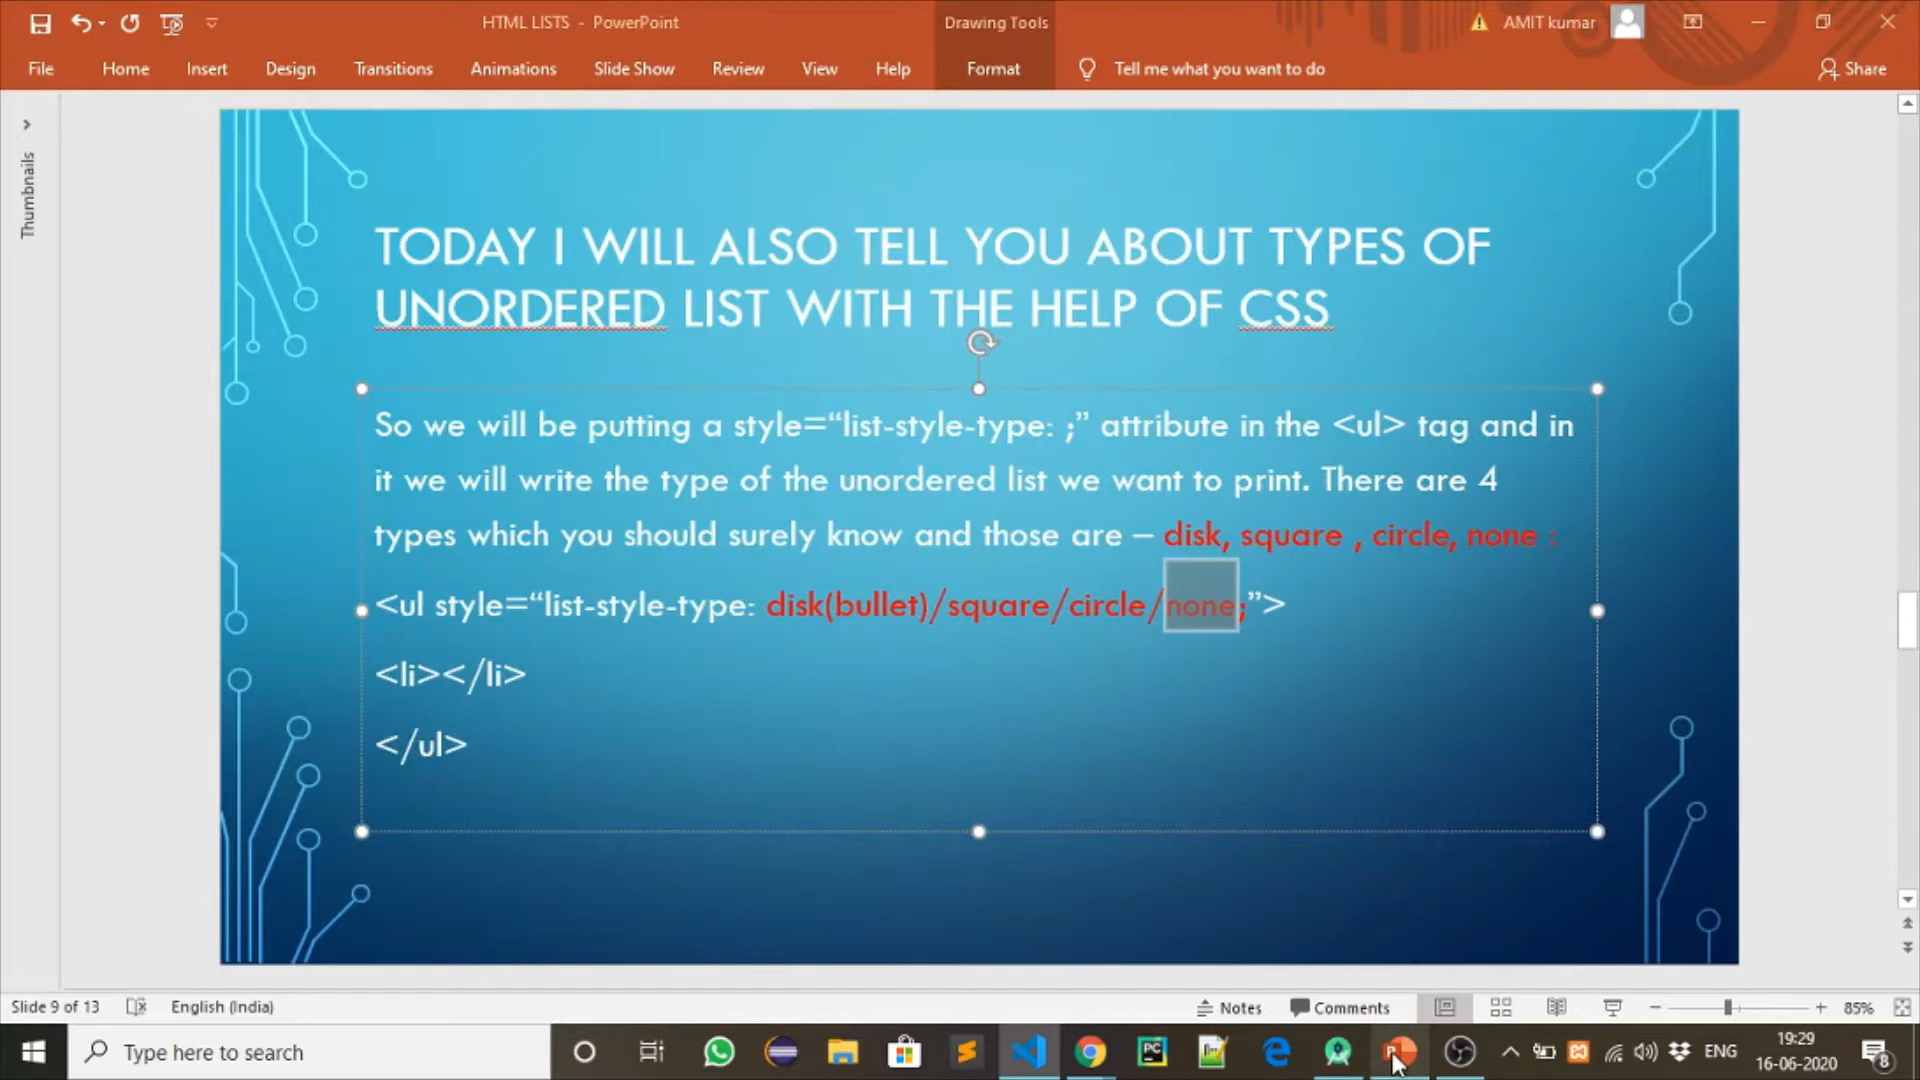 HTML LISTS - PowerPoint
Drawing Tools
AMIT kumar
File Home Insert Design Transitions Animations Slide Show Review View Help Format Tell me what you want to do Share
Thumbnails
TODAY I WILL ALSO TELL YOU ABOUT TYPES OF
UNORDERED LIST WITH THE HELP OF CSS
So we will be putting a style=“list-style-type: ;” attribute in the <ul> tag and in
it we will write the type of the unordered list we want to print. There are 4
types which you should surely know and those are – disk, square , circle, none :
<ul style=“list-style-type: disk(bullet)/square/circle/none;”>
<li></li>
</ul>
Slide 9 of 13 English (India) Notes Comments 85%
Type here to search
PC
ENG
19:29
16-06-2020
8